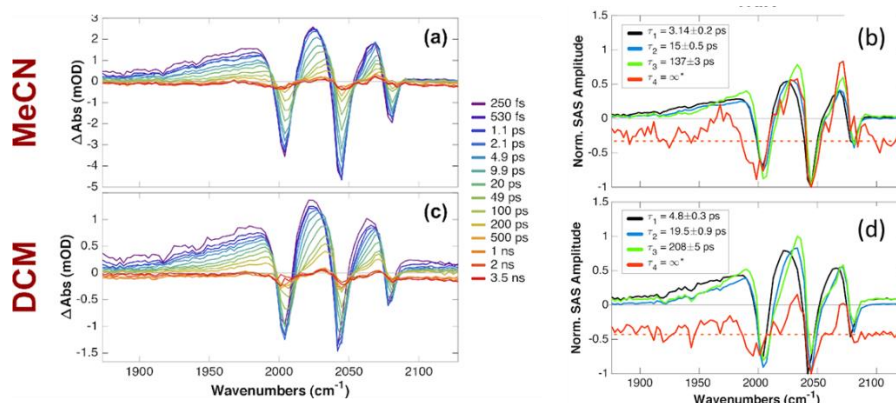 MeCN
DCM
(a)
3
2
1
0
-1
-2
-3
-4
-5
Δ Abs (mOD)
(c)
1
0.5
0
-0.5
-1
-1.5
Δ Abs (mOD)
1900
1950
2000
2050
2100
Wavenumbers (cm⁻¹)
250 fs
530 fs
1.1 ps
2.1 ps
4.9 ps
9.9 ps
20 ps
49 ps
100 ps
200 ps
500 ps
1 ns
2 ns
3.5 ns
(b)
1.5
1
0.5
0
-0.5
-1
Norm. SAS Amplitude
τ₁ = 3.14±0.2 ps
τ₂ = 15±0.5 ps
τ₃ = 137±3 ps
τ₄ = ∞*
(d)
1.5
1
0.5
0
-0.5
-1
Norm. SAS Amplitude
τ₁ = 4.8±0.3 ps
τ₂ = 19.5±0.9 ps
τ₃ = 208±5 ps
τ₄ = ∞*
1900
1950
2000
2050
2100
Wavenumbers (cm⁻¹)